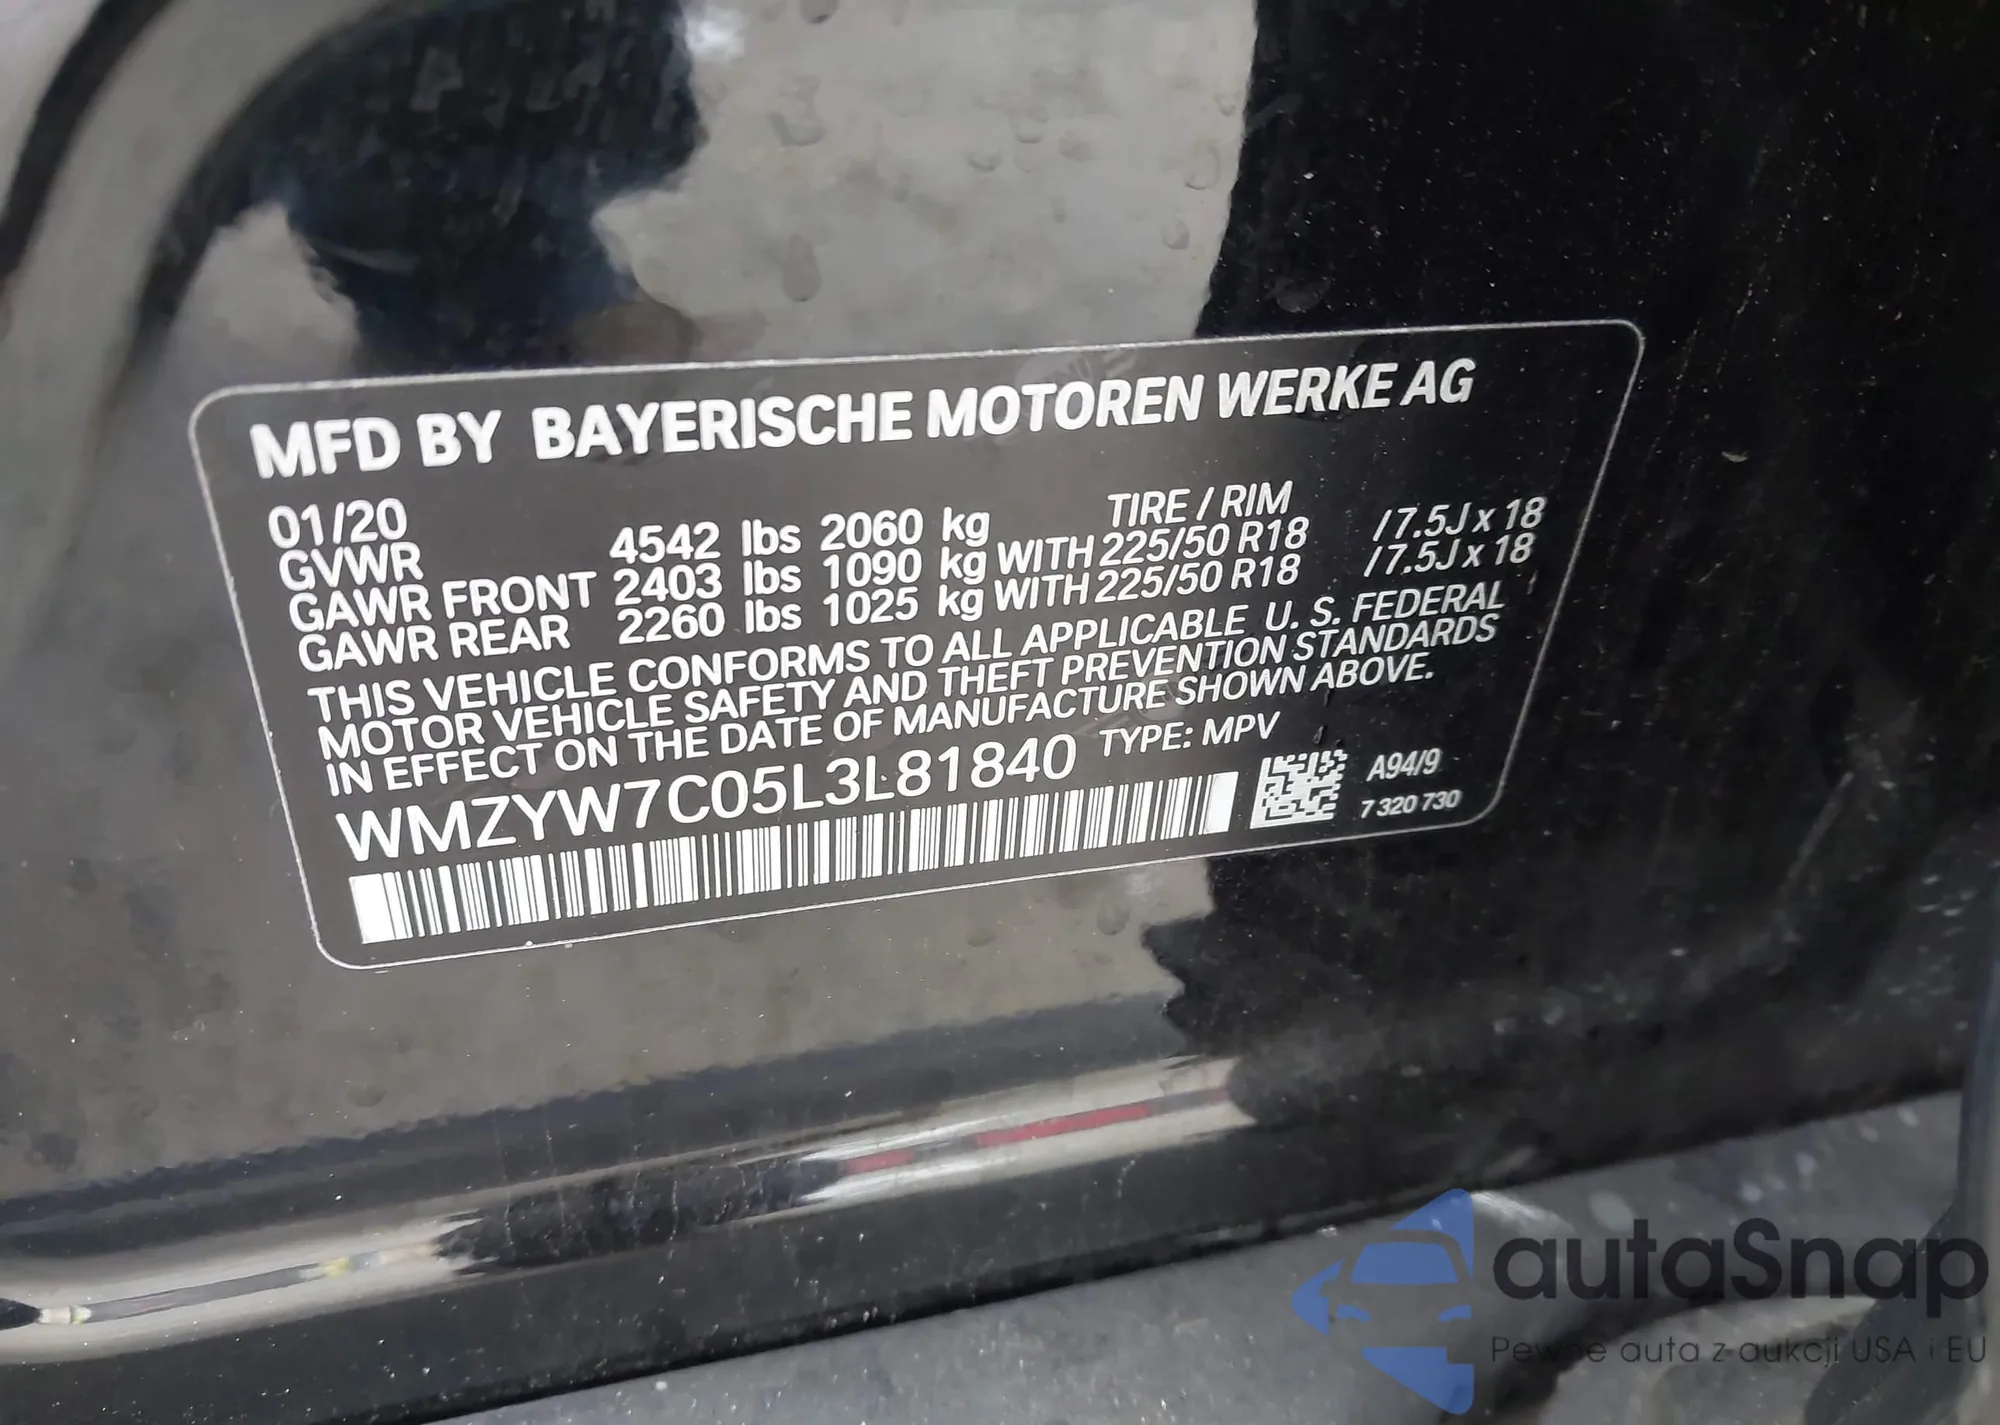 MFD BY BAYERISCHE MOTOREN WERKE AG
01/20 TIRE / RIM
GVWR 4542 lbs 2060 kg
GAWR FRONT 2403 lbs 1090 kg WITH 225/50 R18 /7.5J x 18
GAWR REAR 2260 lbs 1025 kg WITH 225/50 R18 /7.5J x 18
THIS VEHICLE CONFORMS TO ALL APPLICABLE U. S. FEDERAL
MOTOR VEHICLE SAFETY AND THEFT PREVENTION STANDARDS
IN EFFECT ON THE DATE OF MANUFACTURE SHOWN ABOVE.
WMZYW7C05L3L81840 TYPE: MPV
A94/9
7 320 730
autaSnap
Pewne auta z aukcji USA i EU